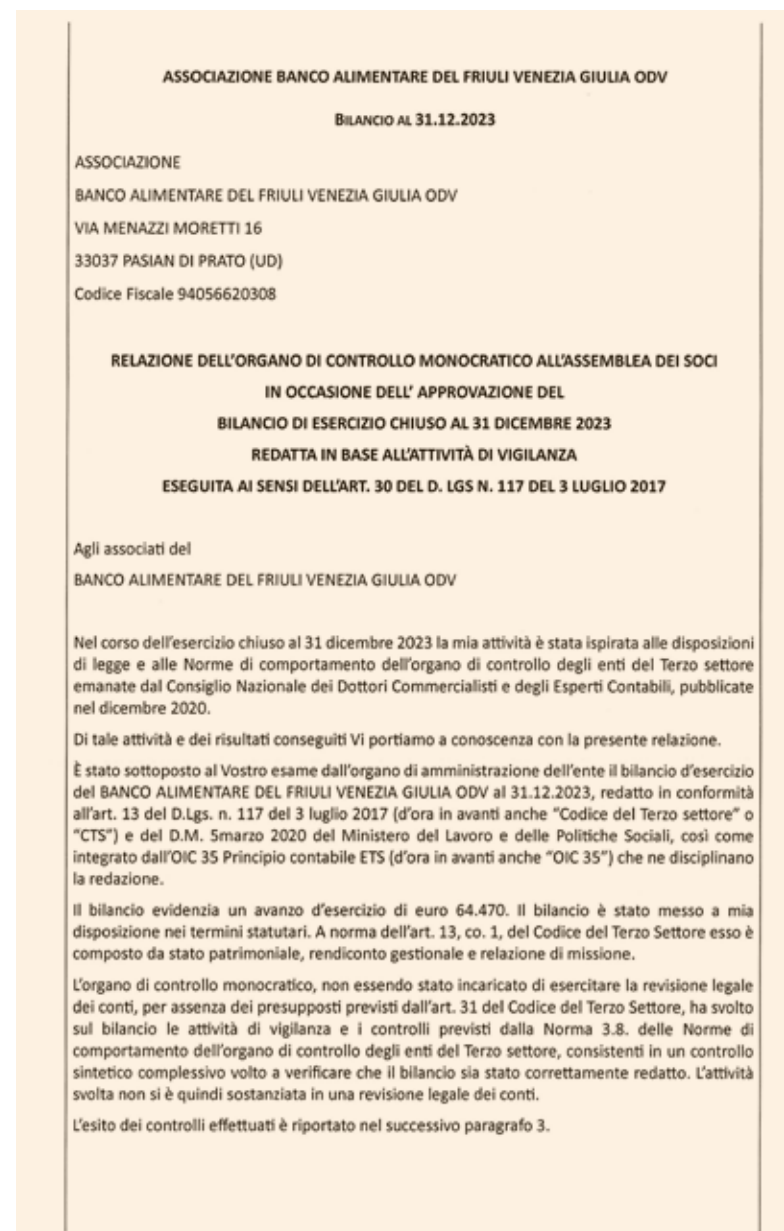 ASSOCIAZIONE BANCO ALIMENTARE DEL FRIULI VENEZIA GIULIA ODV
BILANCIO AL 31.12.2023
ASSOCIAZIONE
BANCO ALIMENTARE DEL FRIULI VENEZIA GIULIA ODV
VIA MENAZZI MORETTI 16
33037 PASIAN DI PRATO (UD)
Codice Fiscale 94056620308
RELAZIONE DELL'ORGANO DI CONTROLLO MONOCRATICO ALL'ASSEMBLEA DEI SOCI
IN OCCASIONE DELL' APPROVAZIONE DEL
BILANCIO DI ESERCIZIO CHIUSO AL 31 DICEMBRE 2023
REDATTA IN BASE ALL'ATTIVITÀ DI VIGILANZA
ESEGUITA AI SENSI DELL'ART. 30 DEL D. LGS N. 117 DEL 3 LUGLIO 2017
Agli associati del
BANCO ALIMENTARE DEL FRIULI VENEZIA GIULIA ODV
Nel corso dell'esercizio chiuso al 31 dicembre 2023 la mia attività è stata ispirata alle disposizioni
di legge e alle Norme di comportamento dell'organo di controllo degli enti del Terzo settore
emanate dal Consiglio Nazionale dei Dottori Commercialisti e degli Esperti Contabili, pubblicate
nel dicembre 2020.
Di tale attività e dei risultati conseguiti Vi portiamo a conoscenza con la presente relazione.
È stato sottoposto al Vostro esame dall'organo di amministrazione dell'ente il bilancio d'esercizio
del BANCO ALIMENTARE DEL FRIULI VENEZIA GIULIA ODV al 31.12.2023, redatto in conformità
all'art. 13 del D.Lgs. n. 117 del 3 luglio 2017 (d'ora in avanti anche "Codice del Terzo settore" o
"CTS") e del D.M. 5marzo 2020 del Ministero del Lavoro e delle Politiche Sociali, così come
integrato dall'OIC 35 Principio contabile ETS (d'ora in avanti anche "OIC 35") che ne disciplinano
la redazione.
Il bilancio evidenzia un avanzo d'esercizio di euro 64.470. Il bilancio è stato messo a mia
disposizione nei termini statutari. A norma dell'art. 13, co. 1, del Codice del Terzo Settore esso è
composto da stato patrimoniale, rendiconto gestionale e relazione di missione.
L'organo di controllo monocratico, non essendo stato incaricato di esercitare la revisione legale
dei conti, per assenza dei presupposti previsti dall'art. 31 del Codice del Terzo Settore, ha svolto
sul bilancio le attività di vigilanza e i controlli previsti dalla Norma 3.8. delle Norme di
comportamento dell'organo di controllo degli enti del Terzo settore, consistenti in un controllo
sintetico complessivo volto a verificare che il bilancio sia stato correttamente redatto. L'attività
svolta non si è quindi sostanziata in una revisione legale dei conti.
L'esito dei controlli effettuati è riportato nel successivo paragrafo 3.